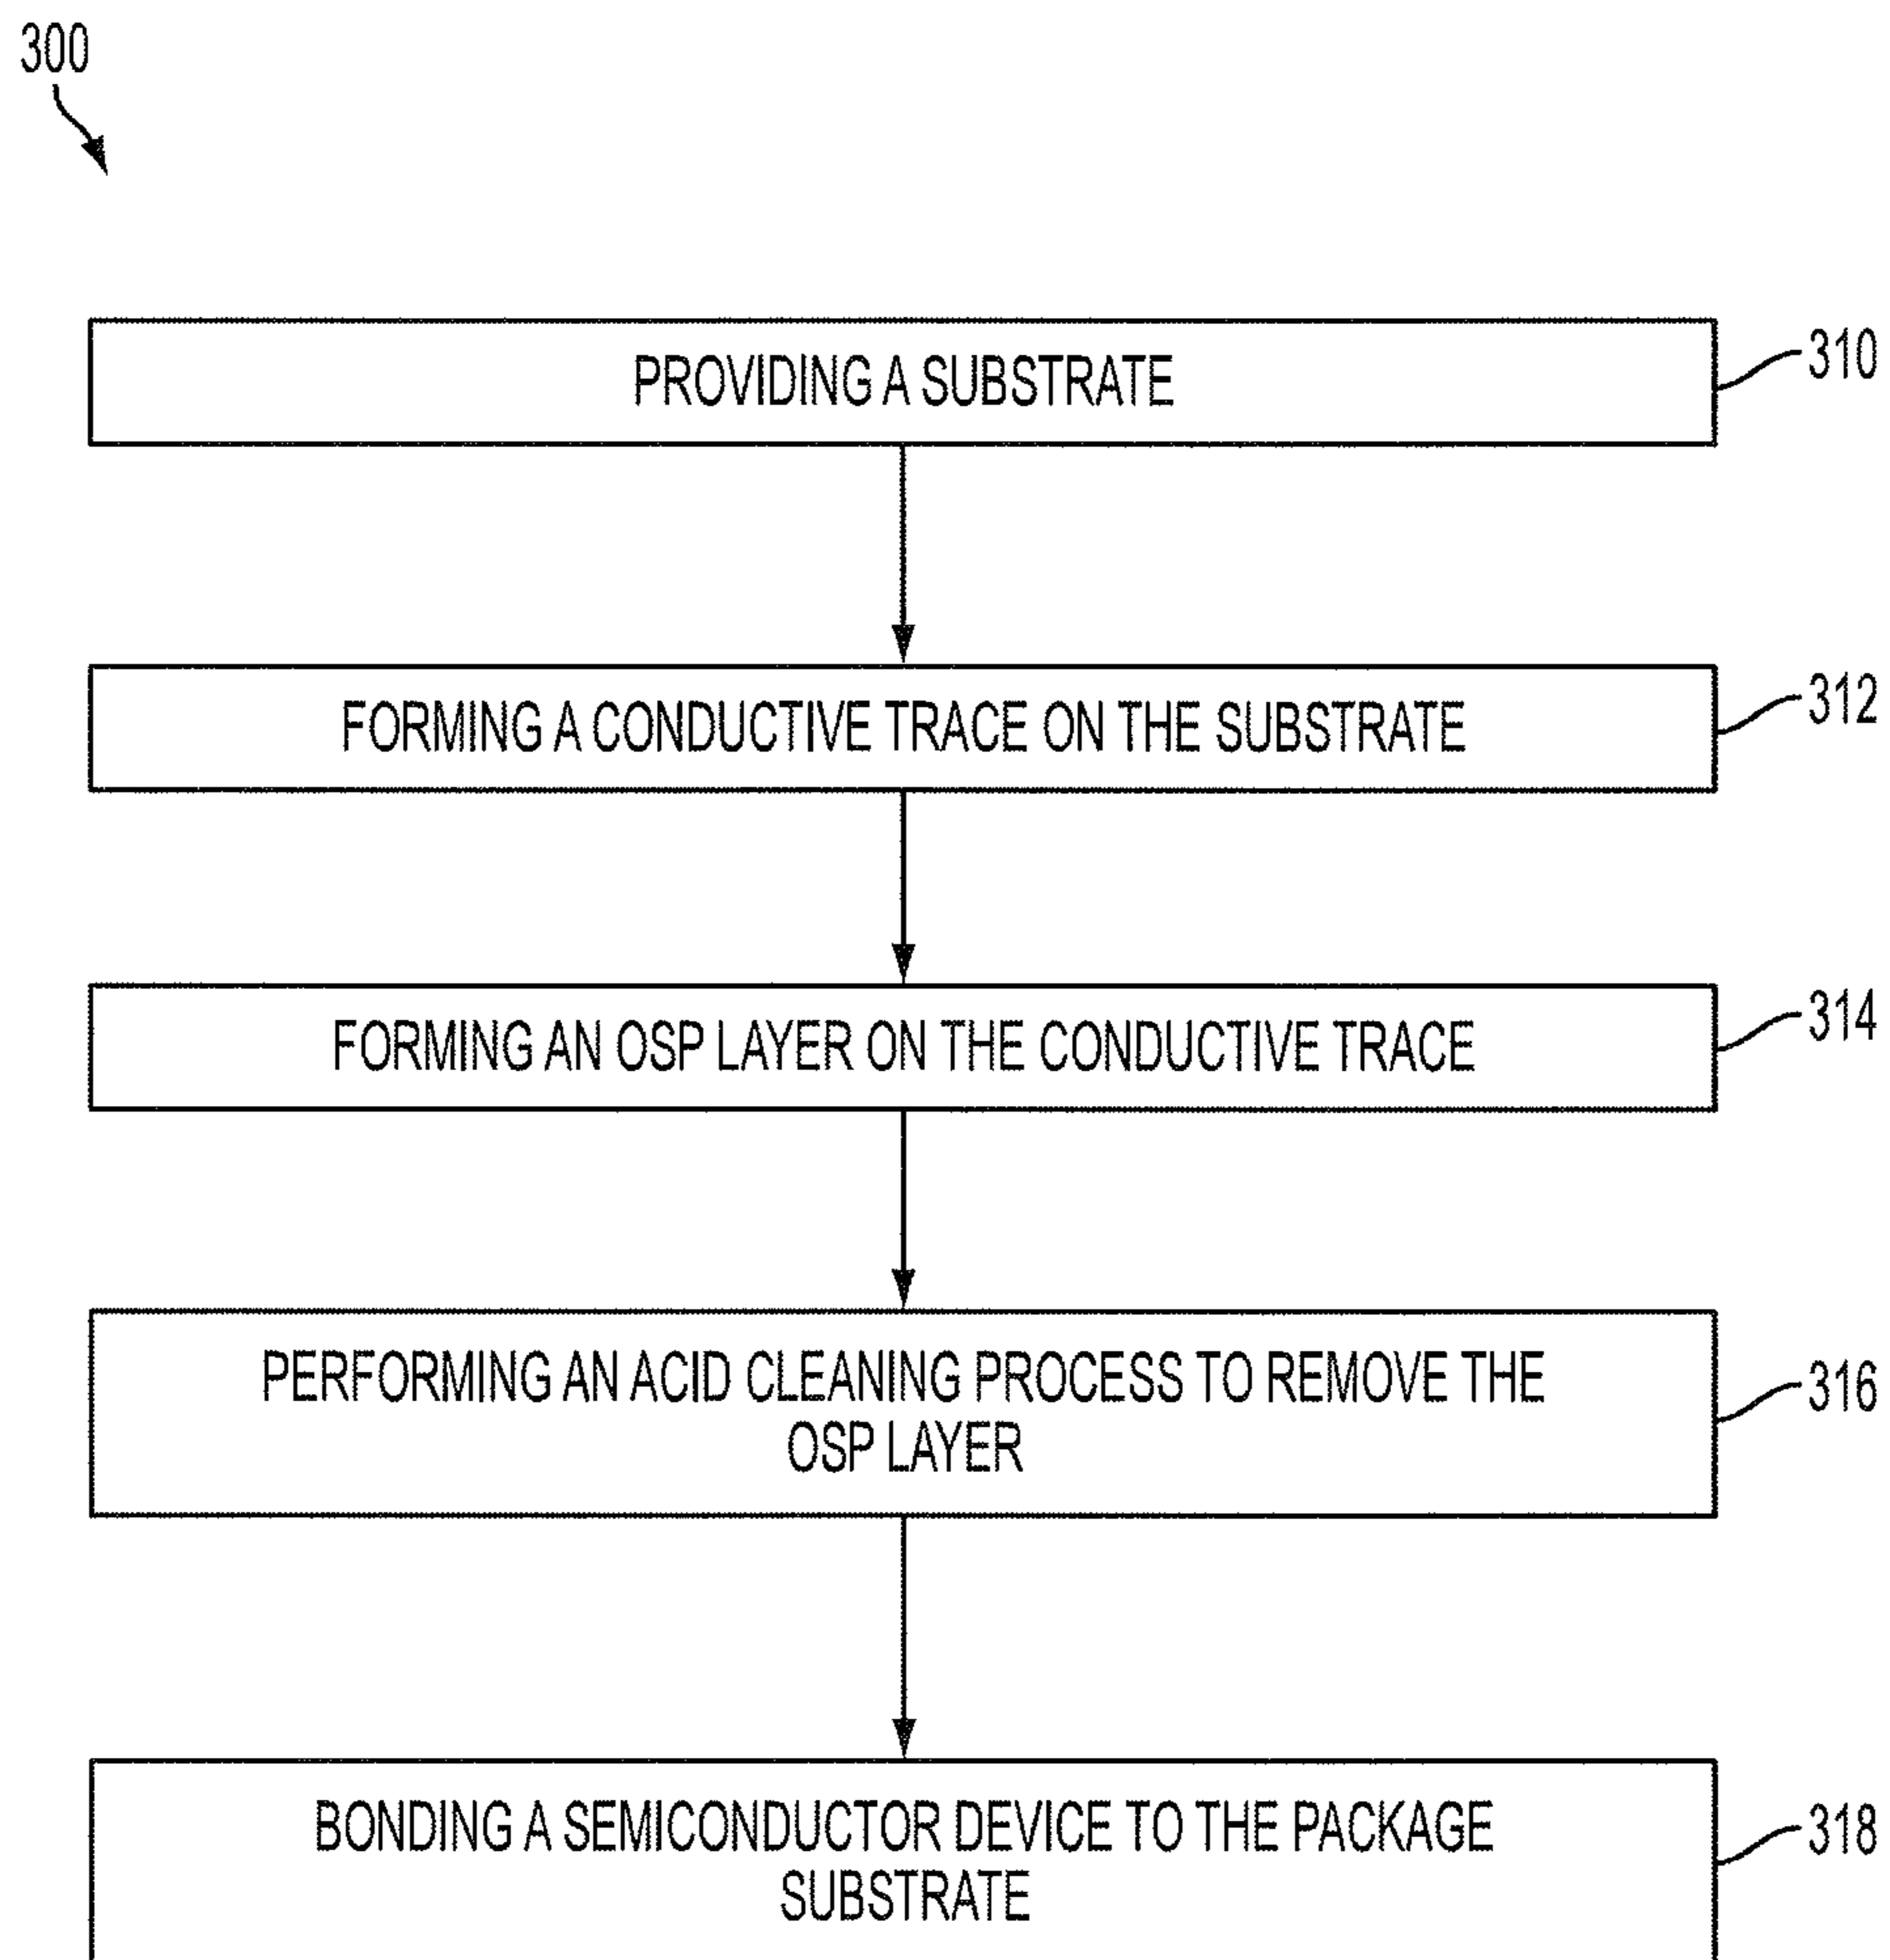 300
PROVIDING A SUBSTRATE
310
FORMING A CONDUCTIVE TRACE ON THE SUBSTRATE
312
FORMING AN OSP LAYER ON THE CONDUCTIVE TRACE
314
PERFORMING AN ACID CLEANING PROCESS TO REMOVE THE
OSP LAYER
316
BONDING A SEMICONDUCTOR DEVICE TO THE PACKAGE
SUBSTRATE
318